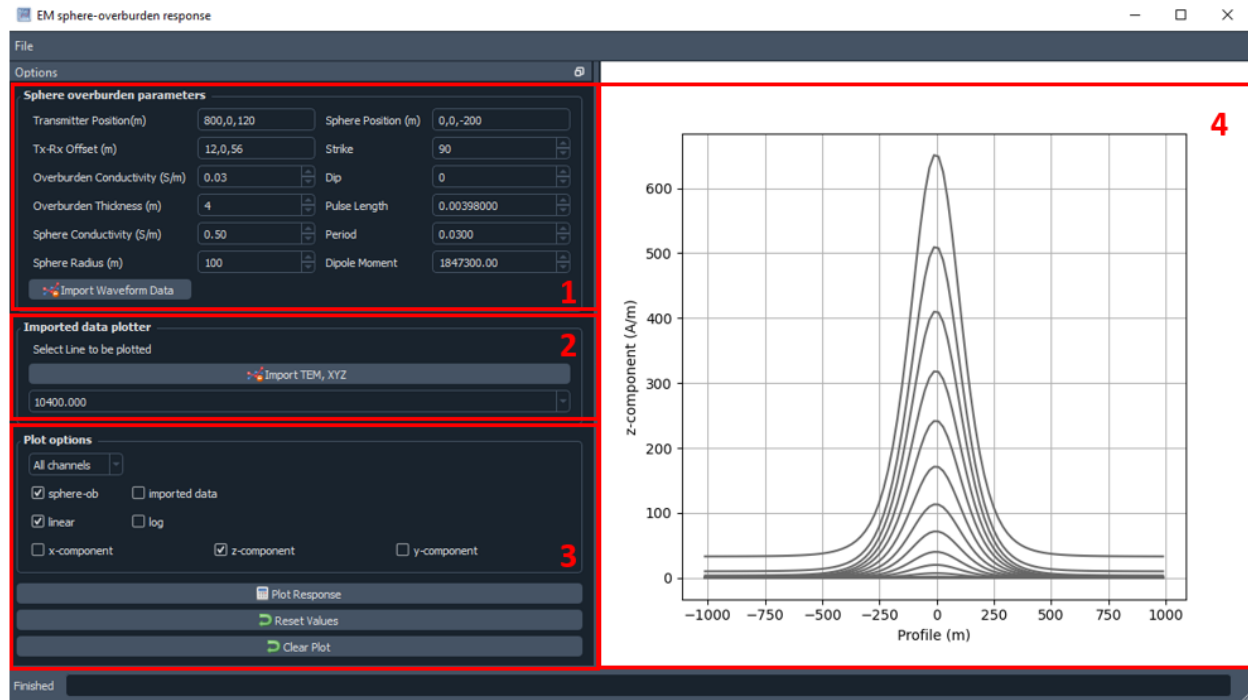 EM sphere-overburden response
File
Options
Sphere overburden parameters
Transmitter Position(m) 800,0,120 Sphere Position (m) 0,0,-200
Tx-Rx Offset (m) 12,0,56 Strike 90
Overburden Conductivity (S/m) 0.03 Dip 0
Overburden Thickness (m) 4 Pulse Length 0.00398000
Sphere Conductivity (S/m) 0.50 Period 0.0300
Sphere Radius (m) 100 Dipole Moment 1847300.00
Import Waveform Data 1
Imported data plotter
Select Line to be plotted 2
Import TEM, XYZ
10400.000
Plot options
All channels
sphere-ob imported data
linear log
x-component z-component y-component 3
Plot Response
Reset Values
Clear Plot
Finished
4
600
500
400
300
200
100
0
z-component (A/m)
−1000 −750 −500 −250 0 250 500 750 1000
Profile (m)